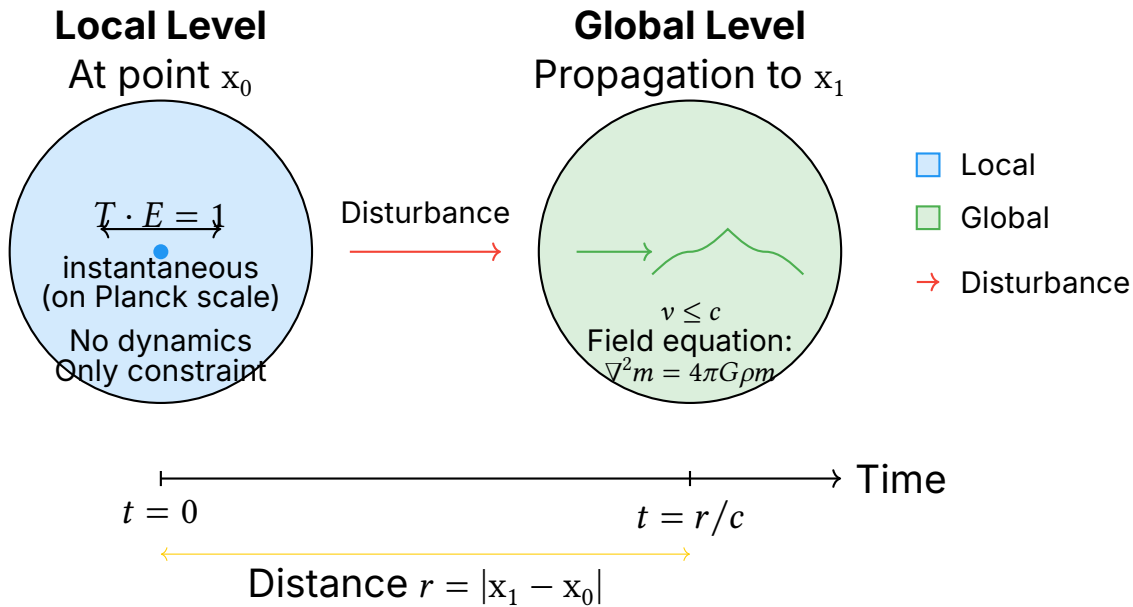 Local Level
At point x₀
T · E = 1
instantaneous
(on Planck scale)
No dynamics
Only constraint
Disturbance
Global Level
Propagation to x₁
v ≤ c
Field equation:
∇²m = 4πGρm
Local
Global
Disturbance
Time
t = 0
t = r/c
Distance r = |x₁ − x₀|